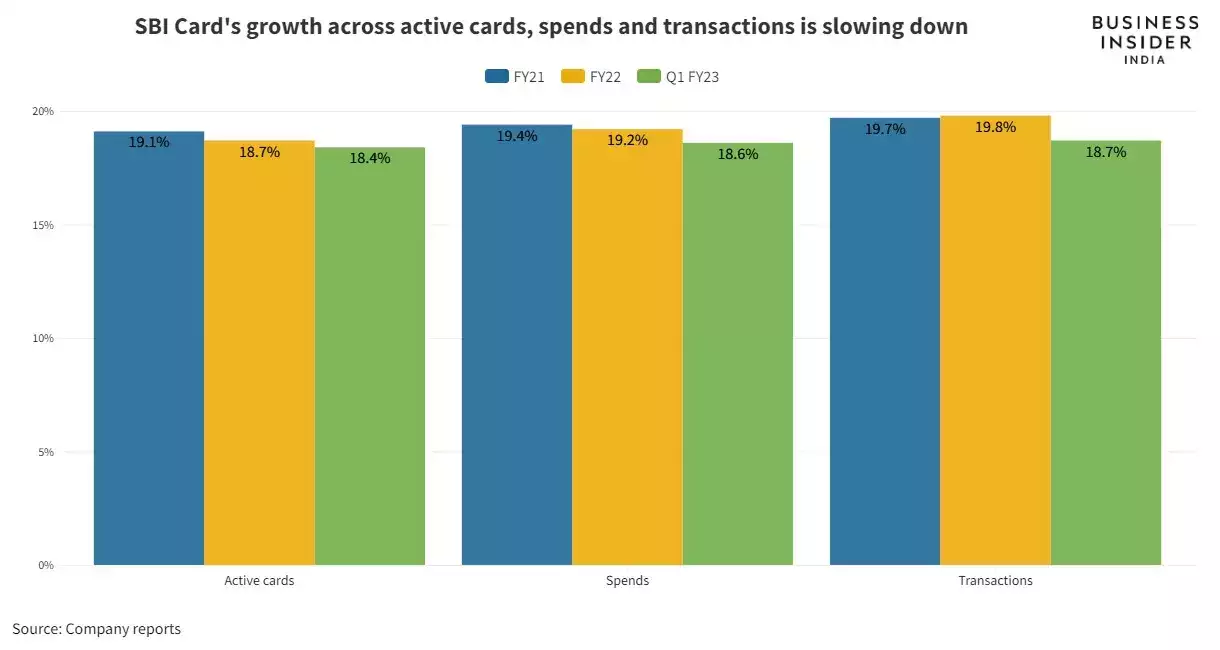 SBI Card's growth across active cards, spends and transactions is slowing down
BUSINESS
INSIDER
INDIA
FY21 FY22 Q1 FY23
20%
19.1% 18.7% 18.4% 19.4% 19.2% 18.6% 19.7% 19.8% 18.7%
15%
10%
5%
0%
Active cards Spends Transactions
Source: Company reports